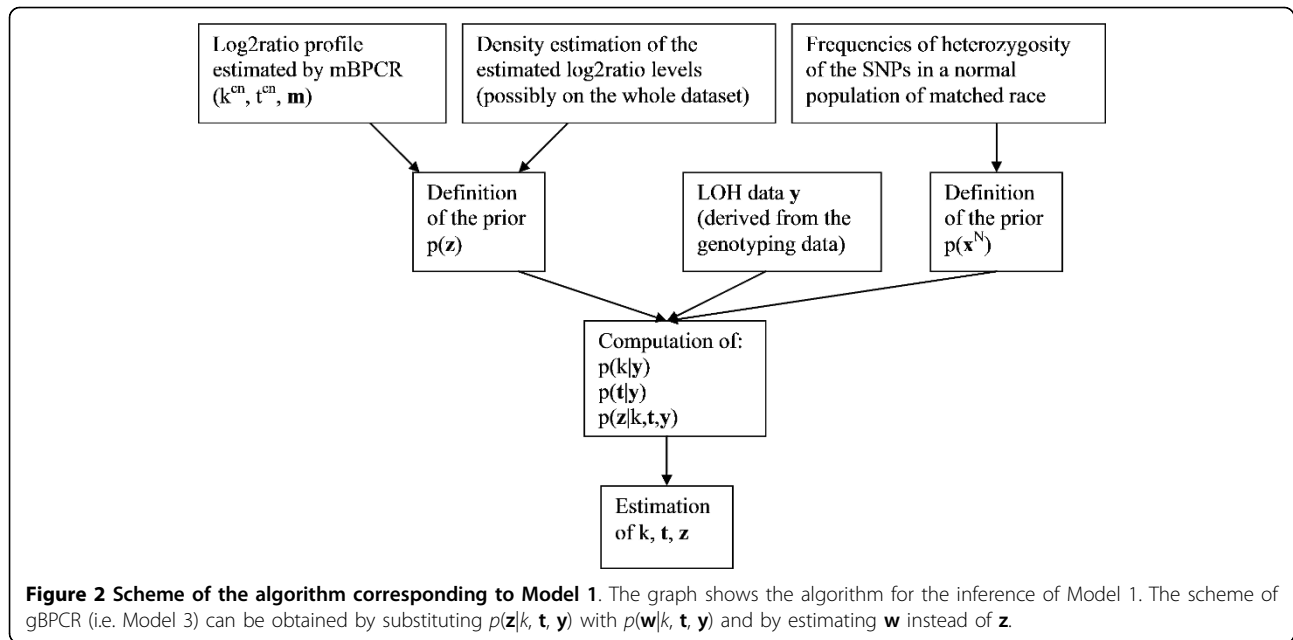 Log2ratio profile
estimated by mBPCR
(k^cn, t^cn, m)
Density estimation of the
estimated log2ratio levels
(possibly on the whole dataset)
Frequencies of heterozygosity
of the SNPs in a normal
population of matched race
Definition
of the prior
p(z)
LOH data y
(derived from the
genotyping data)
Definition
of the prior
p(x^N)
Computation of:
p(k|y)
p(t|y)
p(z|k,t,y)
Estimation
of k, t, z
Figure 2 Scheme of the algorithm corresponding to Model 1. The graph shows the algorithm for the inference of Model 1. The scheme of
gBPCR (i.e. Model 3) can be obtained by substituting p(z|k, t, y) with p(w|k, t, y) and by estimating w instead of z.